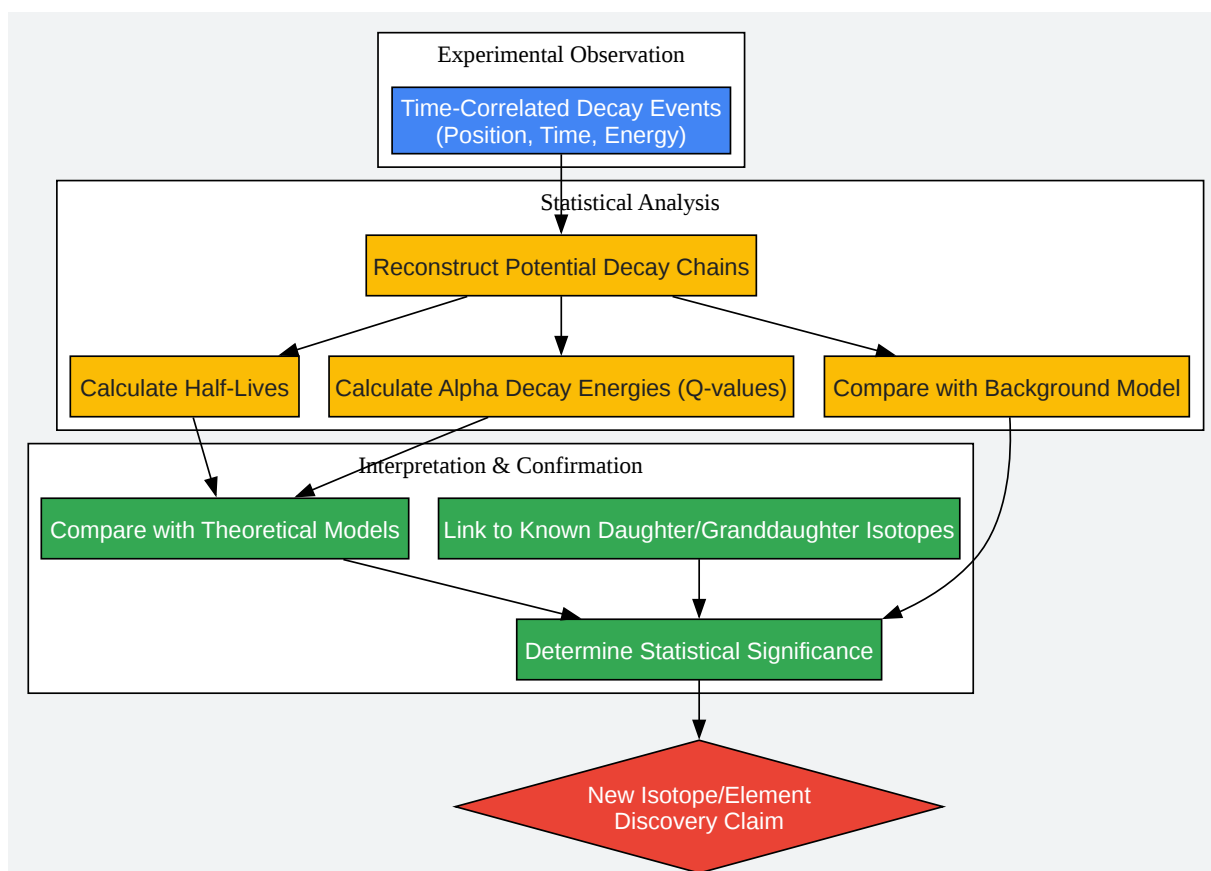 Experimental Observation
Time-Correlated Decay Events
(Position, Time, Energy)
Statistical Analysis
Reconstruct Potential Decay Chains
Calculate Half-Lives
Calculate Alpha Decay Energies (Q-values)
Compare with Background Model
Interpretation & Confirmation
Compare with Theoretical Models
Link to Known Daughter/Granddaughter Isotopes
Determine Statistical Significance
New Isotope/Element
Discovery Claim